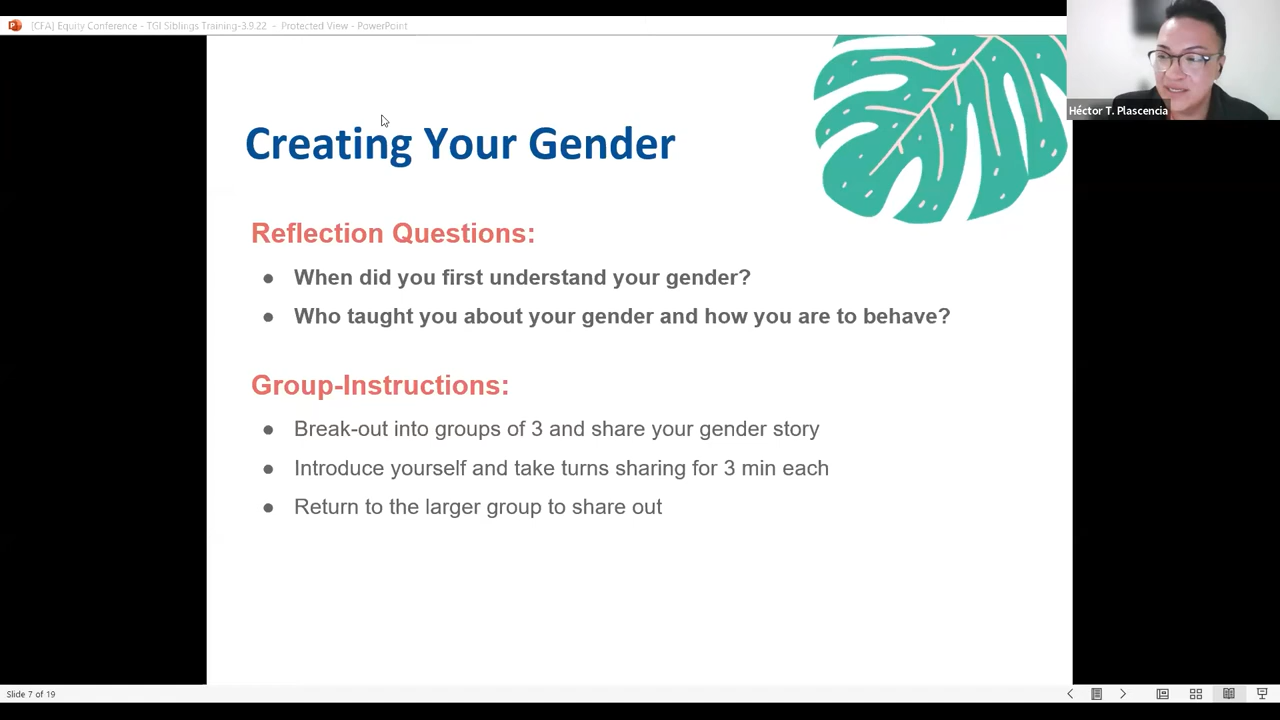 [CFA] Equity Conference - TGI Siblings Training-3.9.22 - Protected View - PowerPoint
Héctor T. Plascencia
Creating Your Gender
Reflection Questions:
● When did you first understand your gender?
● Who taught you about your gender and how you are to behave?
Group-Instructions:
● Break-out into groups of 3 and share your gender story
● Introduce yourself and take turns sharing for 3 min each
● Return to the larger group to share out
Slide 7 of 19